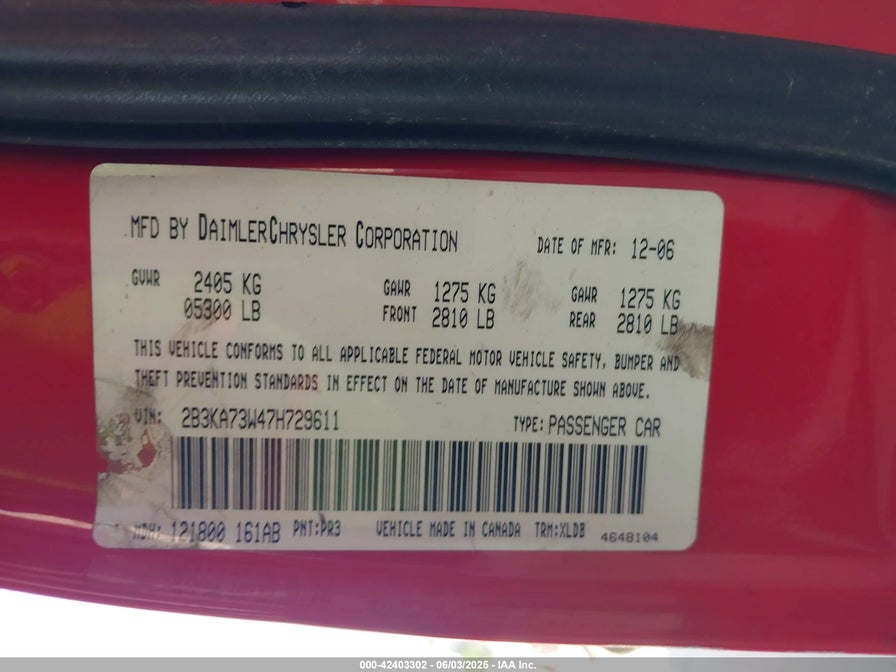 MFD BY DAIMLERCHRYSLER CORPORATION DATE OF MFR: 12-06
GVWR 2405 KG GAWR 1275 KG GAWR 1275 KG
05300 LB FRONT 2810 LB REAR 2810 LB
THIS VEHICLE CONFORMS TO ALL APPLICABLE FEDERAL MOTOR VEHICLE SAFETY, BUMPER AND
THEFT PREVENTION STANDARDS IN EFFECT ON THE DATE OF MANUFACTURE SHOWN ABOVE.
VIN: 2B3KA73W47H729611 TYPE: PASSENGER CAR
MDH: 121800 161AB PNT:PR3 VEHICLE MADE IN CANADA TRM:XLDB 4648104
000-42403302 - 06/03/2025 - IAA Inc.